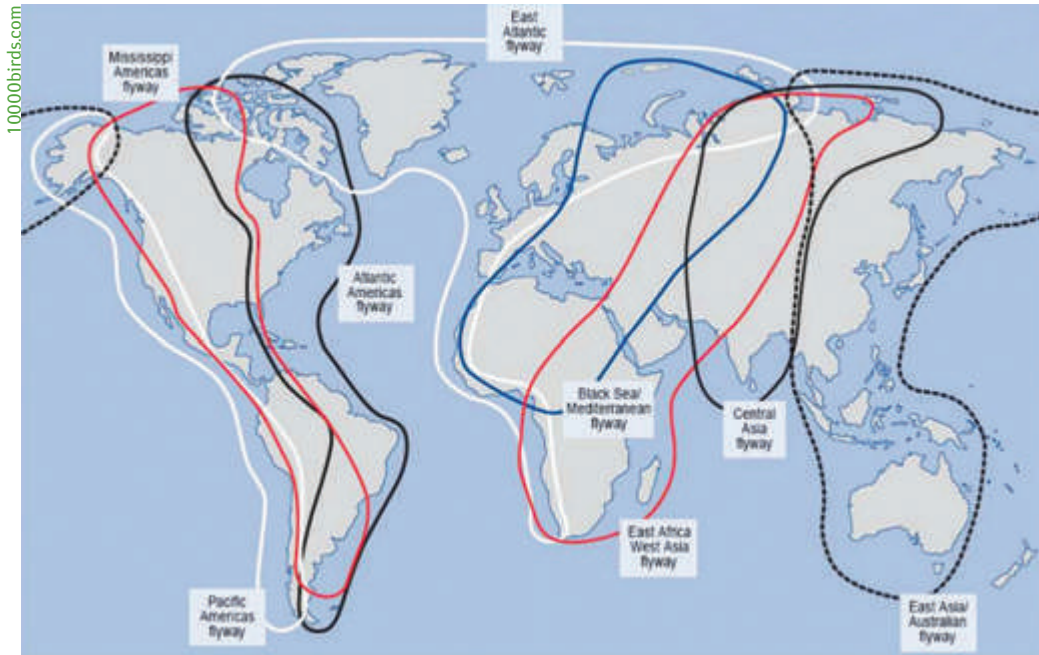 10000birds.com
East
Atlantic
flyway
Mississippi
Americas
flyway
Atlantic
Americas
flyway
Black Sea/
Mediterranean
flyway
Central
Asia
flyway
East Africa
West Asia
flyway
Pacific
Americas
flyway
East Asia/
Australian
flyway